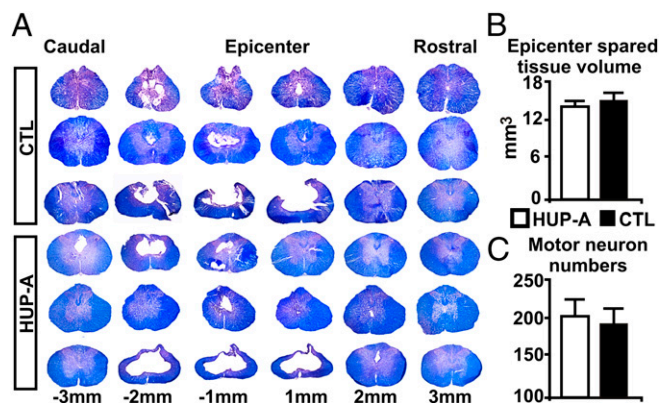 A
Caudal Epicenter Rostral
CTL
HUP-A
-3mm -2mm -1mm 1mm 2mm 3mm
B
Epicenter spared
tissue volume
mm³
18
12
6
0
HUP-A CTL
C
Motor neuron
numbers
250
200
150
100